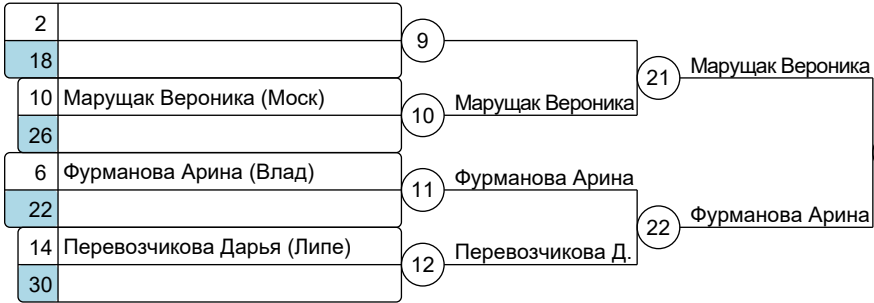 2
9
18
21 Марущак Вероника
10 Марущак Вероника (Моск)
10 Марущак Вероника
26
6 Фурманова Арина (Влад)
11 Фурманова Арина
22
22 Фурманова Арина
14 Перевозчикова Дарья (Липе)
12 Перевозчикова Д.
30